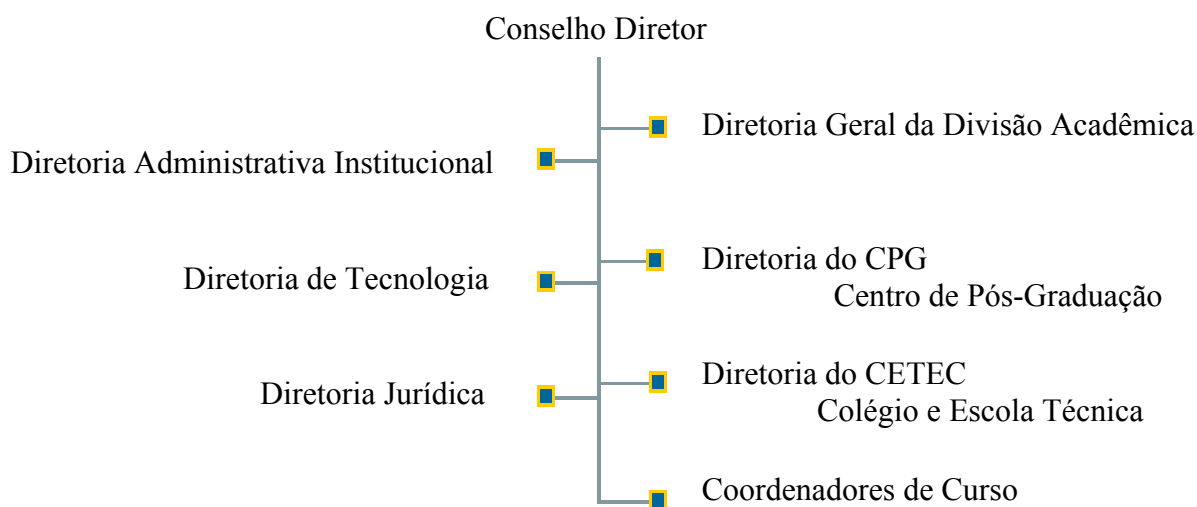 Conselho Diretor
Diretoria Geral da Divisão Acadêmica
Diretoria Administrativa Institucional
Diretoria do CPG
Centro de Pós-Graduação
Diretoria de Tecnologia
Diretoria do CETEC
Colégio e Escola Técnica
Diretoria Jurídica
Coordenadores de Curso